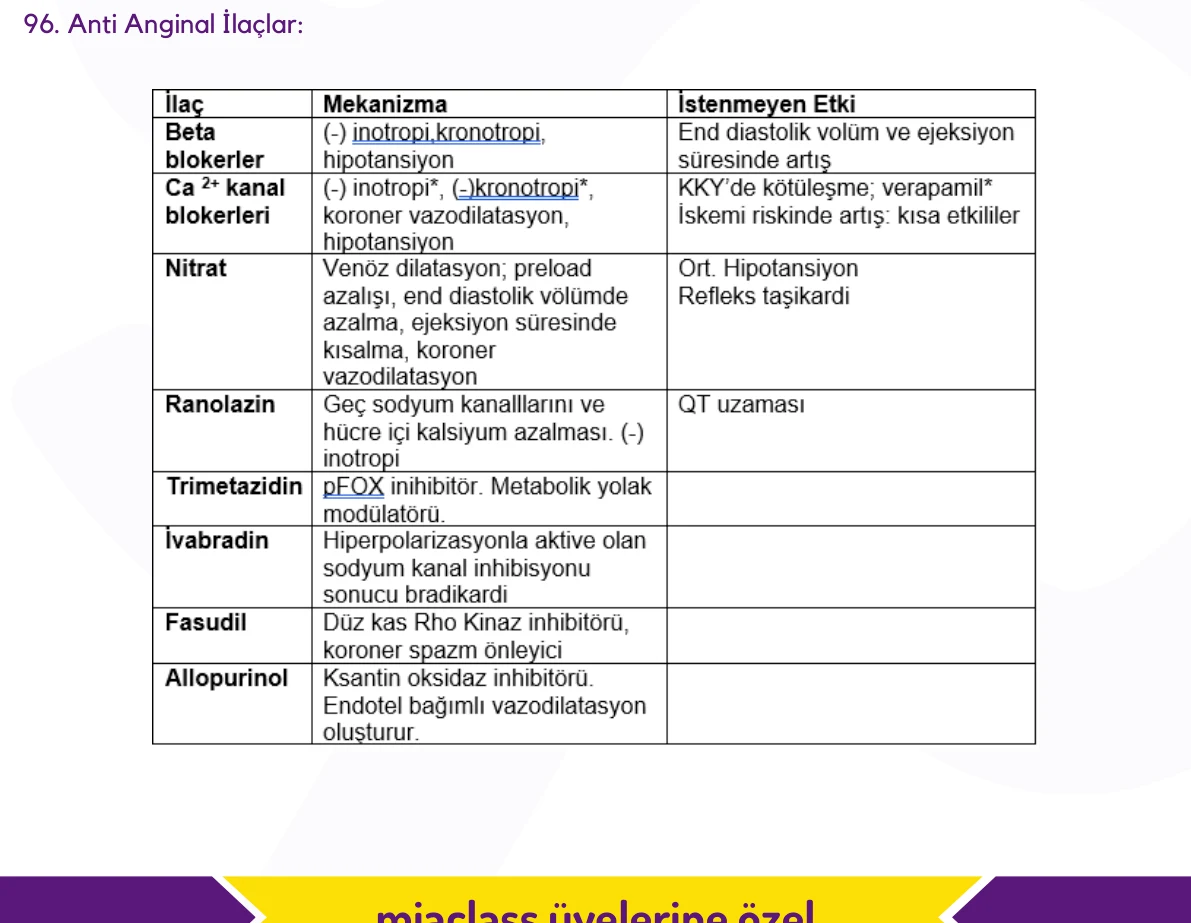 96. Anti Anginal İlaçlar:
İlaç
Mekanizma
İstenmeyen Etki
Beta
blokerler
(-) inotropi,kronotropi,
hipotansiyon
End diastolik volüm ve ejeksiyon
süresinde artış
Ca 2+ kanal
blokerleri
(-) inotropi*, (-)kronotropi*,
koroner vazodilatasyon,
hipotansiyon
KKY’de kötüleşme; verapamil*
İskemi riskinde artış: kısa etkililer
Nitrat
Venöz dilatasyon; preload
azalışı, end diastolik völümde
azalma, ejeksiyon süresinde
kısalma, koroner
vazodilatasyon
Ort. Hipotansiyon
Refleks taşikardi
Ranolazin
Geç sodyum kanalllarını ve
hücre içi kalsiyum azalması. (-)
inotropi
QT uzaması
Trimetazidin
pFOX inihibitör. Metabolik yolak
modülatörü.
İvabradin
Hiperpolarizasyonla aktive olan
sodyum kanal inhibisyonu
sonucu bradikardi
Fasudil
Düz kas Rho Kinaz inhibitörü,
koroner spazm önleyici
Allopurinol
Ksantin oksidaz inhibitörü.
Endotel bağımlı vazodilatasyon
oluşturur.
miaclass üyelerine özel